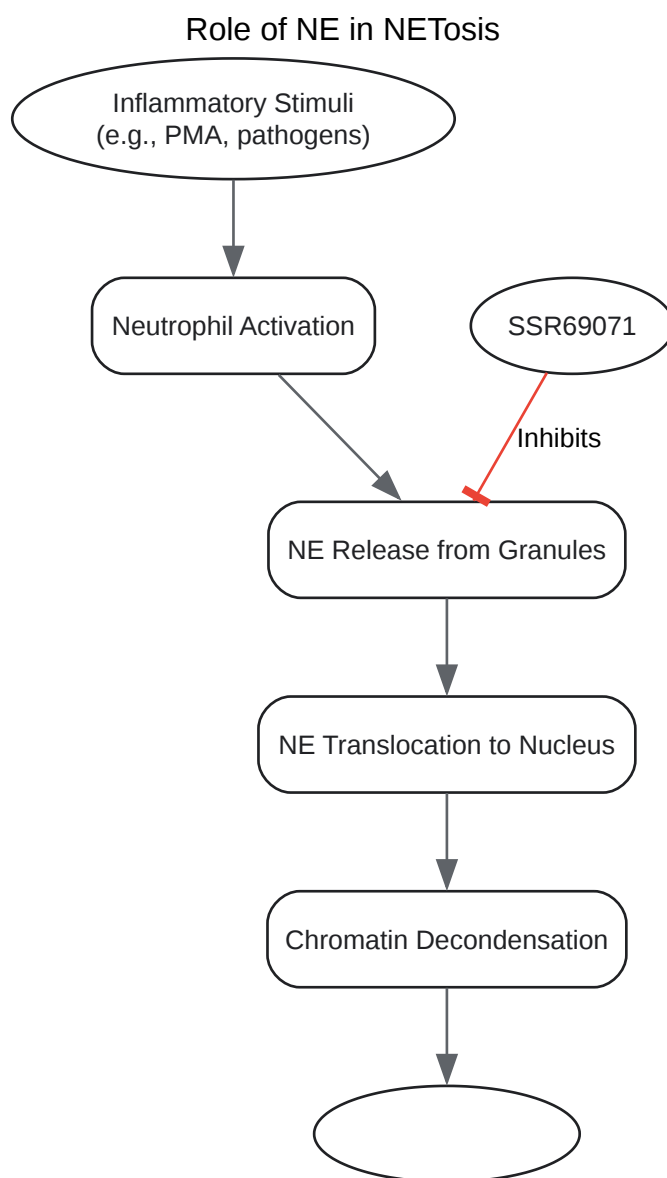 Role of NE in NETosis
Inflammatory Stimuli
(e.g., PMA, pathogens)
Neutrophil Activation
SSR69071
Inhibits
NE Release from Granules
NE Translocation to Nucleus
Chromatin Decondensation